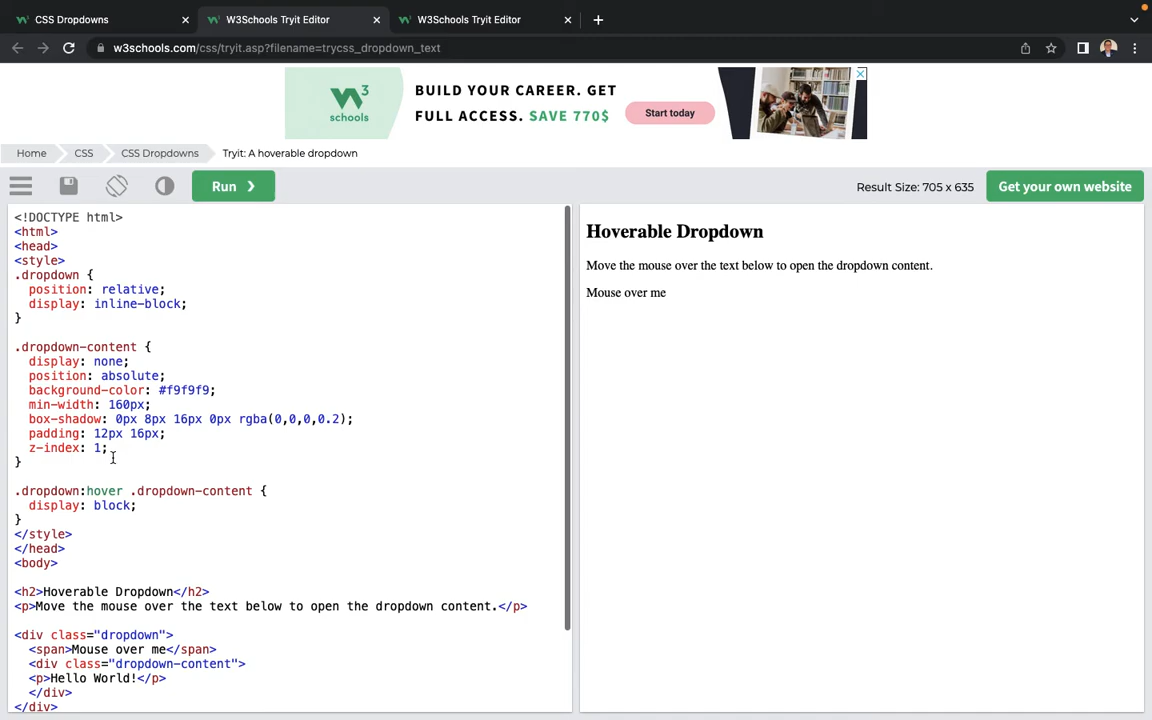 CSS Dropdowns
W3Schools Tryit Editor
W3Schools Tryit Editor
w3schools.com/css/tryit.asp?filename=trycss_dropdown_text
w3
schools
BUILD YOUR CAREER. GET
FULL ACCESS. SAVE 770$
Start today
Home
CSS
CSS Dropdowns
Tryit: A hoverable dropdown
Run ❯
Result Size: 705 x 635
Get your own website
<!DOCTYPE html>
<html>
<head>
<style>
.dropdown {
  position: relative;
  display: inline-block;
}
.dropdown-content {
  display: none;
  position: absolute;
  background-color: #f9f9f9;
  min-width: 160px;
  box-shadow: 0px 8px 16px 0px rgba(0,0,0,0.2);
  padding: 12px 16px;
  z-index: 1;
}
.dropdown:hover .dropdown-content {
  display: block;
}
</style>
</head>
<body>
<h2>Hoverable Dropdown</h2>
<p>Move the mouse over the text below to open the dropdown content.</p>
<div class="dropdown">
  <span>Mouse over me</span>
  <div class="dropdown-content">
  <p>Hello World!</p>
  </div>
</div>
Hoverable Dropdown
Move the mouse over the text below to open the dropdown content.
Mouse over me